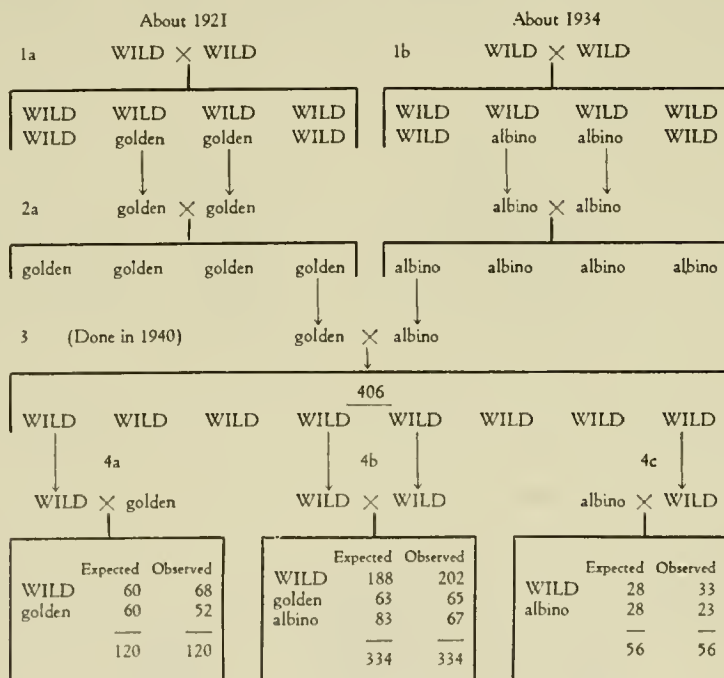 About 1921 About 1934
1a WILD × WILD 1b WILD × WILD
WILD WILD WILD WILD WILD WILD WILD WILD
WILD golden golden WILD WILD albino albino WILD
2a golden × golden albino × albino
golden golden golden golden albino albino albino albino
3 (Done in 1940) golden × albino
406
WILD WILD WILD WILD WILD WILD WILD WILD
4a 4b 4c
WILD × golden WILD × WILD albino × WILD
Expected Observed Expected Observed Expected Observed
WILD 60 68 WILD 188 202 WILD 28 33
golden 60 52 golden 63 65 albino 28 23
albino 83 67
120 120 334 334 56 56